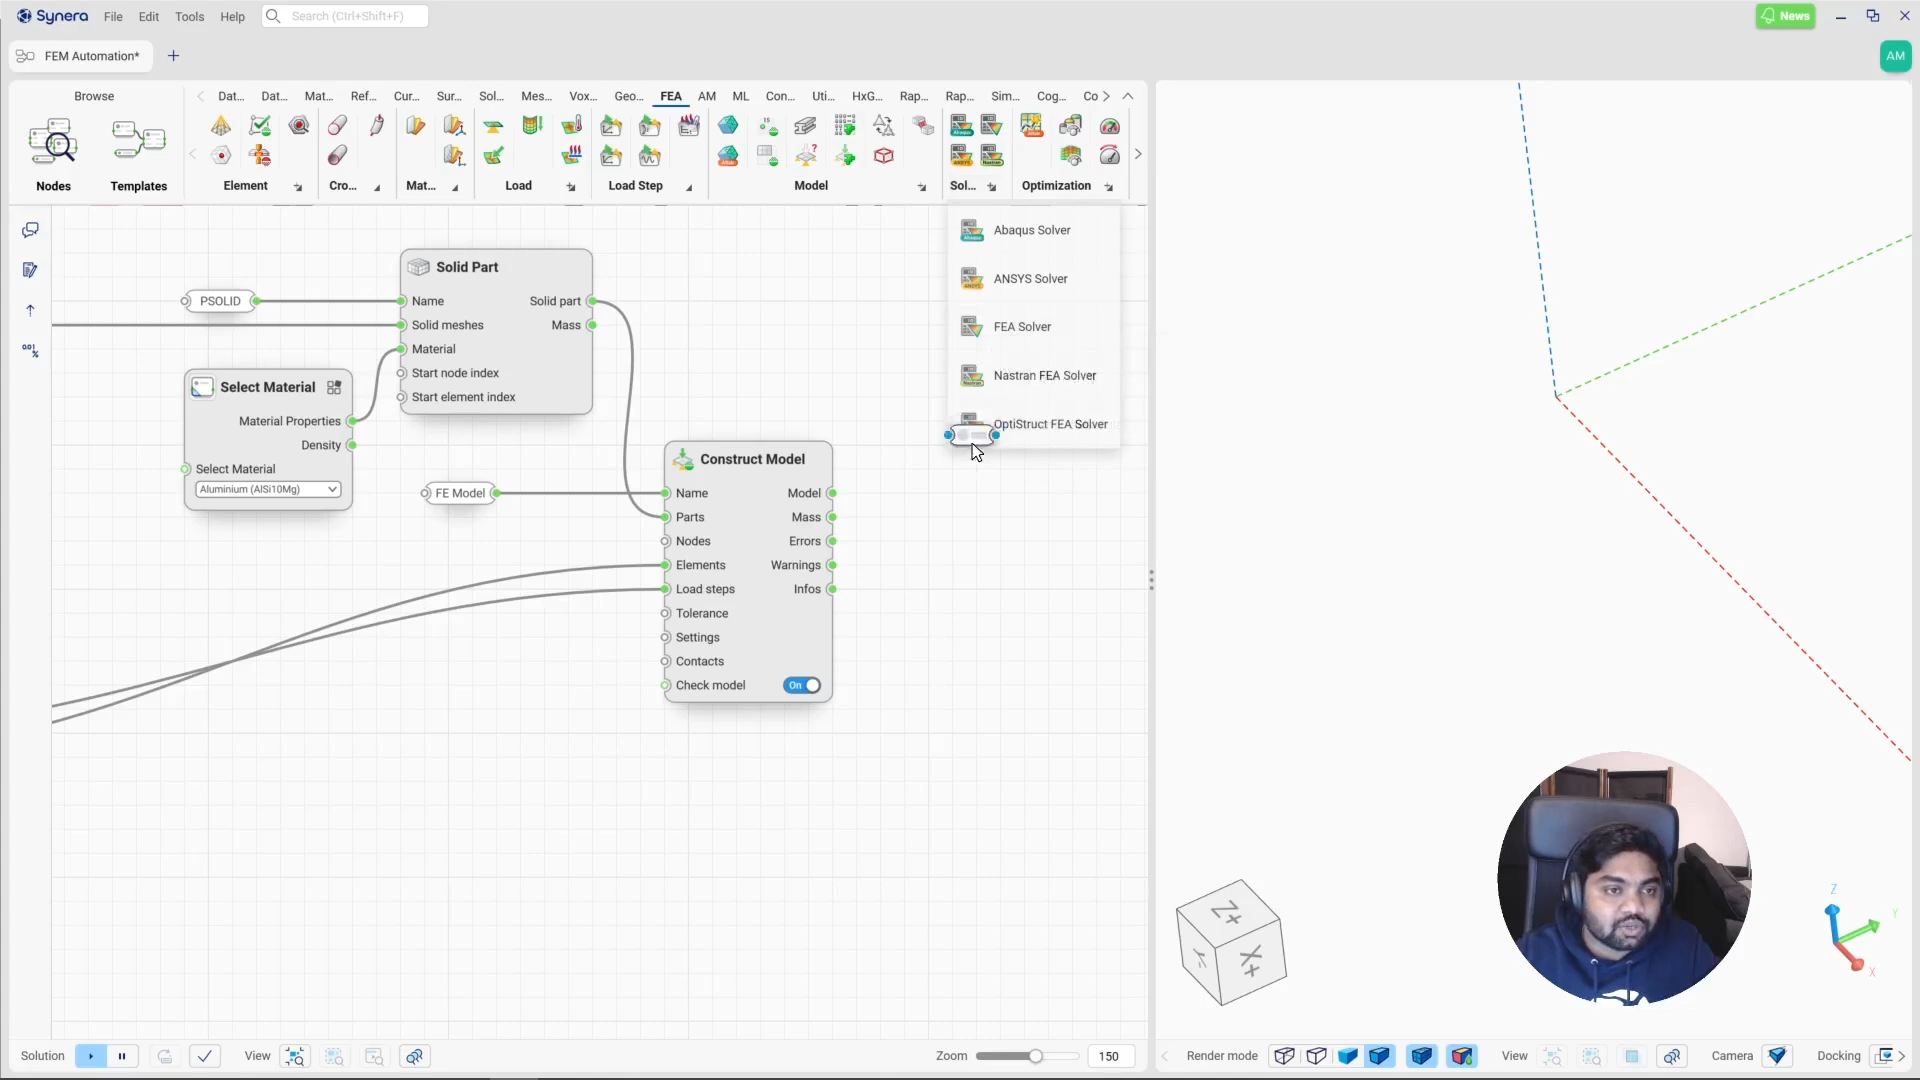 Synera File Edit Tools Help Search (Ctrl+Shift+F) News
FEM Automation* + AM
Browse Dat... Dat... Mat... Ref... Cur... Sur... Sol... Mes... Vox... Geo... FEA AM ML Con... Uti... HxG... Rap... Rap... Sim... Cog... Co
Nodes Templates Element Cro... Mat... Load Load Step Model Sol... Optimization
Abaqus Solver
ANSYS Solver
FEA Solver
Nastran FEA Solver
OptiStruct FEA Solver
Solid Part
PSOLID
Name Solid part
Solid meshes Mass
Material
Start node index
Start element index
Select Material
Material Properties
Density
Select Material
Aluminium (AlSi10Mg)
FE Model
Construct Model
Name Model
Parts Mass
Nodes Errors
Elements Warnings
Load steps Infos
Tolerance
Settings
Contacts
Check model On
Z+
X+
Y-
Z
Y
X
Solution View Zoom 150 Render mode View Camera Docking